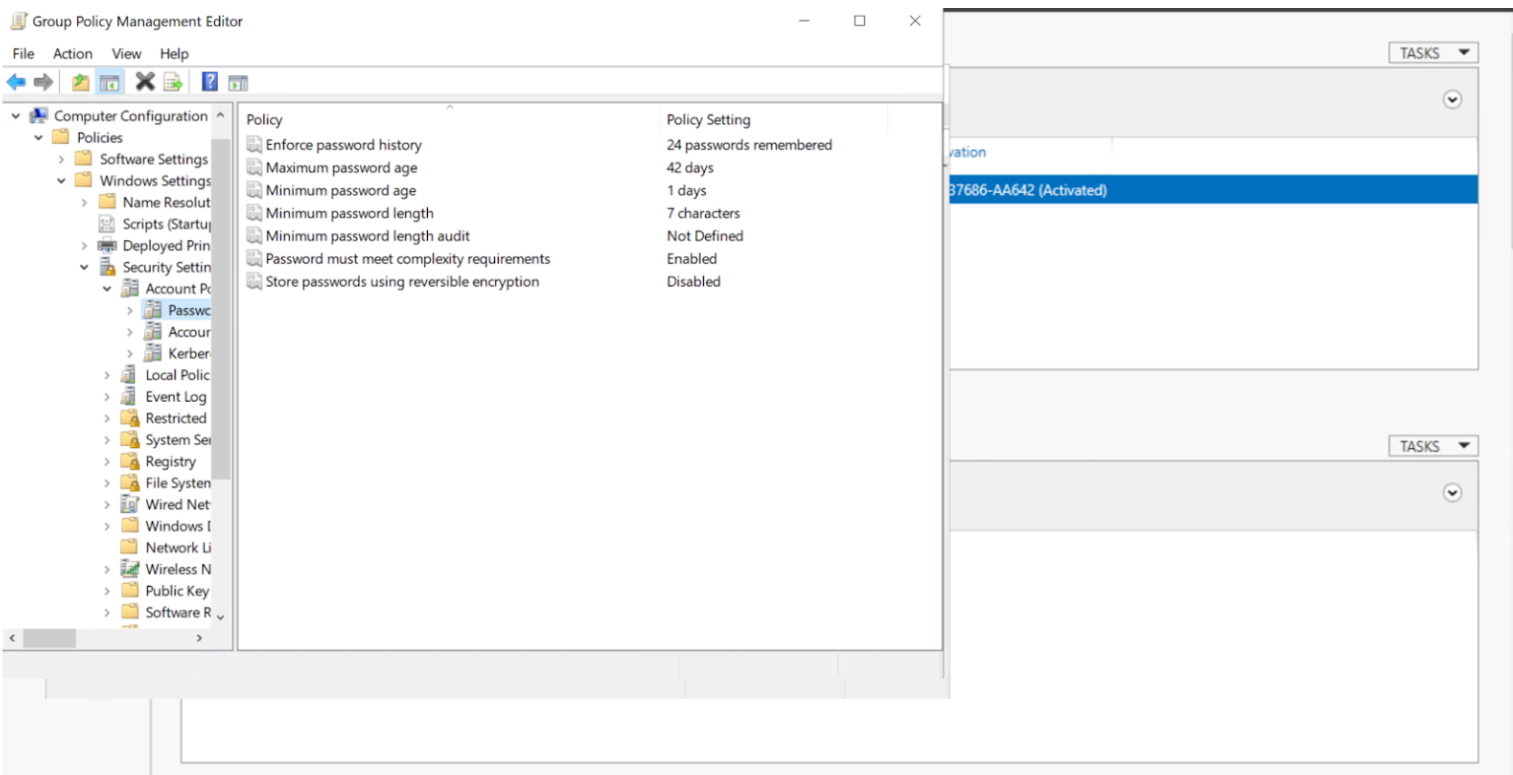 Group Policy Management Editor
File Action View Help
TASKS
Computer Configuration
Policies
Software Settings
Windows Settings
Name Resolut
Scripts (Startup
Deployed Prin
Security Settin
Account Po
Passwo
Accour
Kerber
Local Polic
Event Log
Restricted
System Ser
Registry
File System
Wired Net
Windows D
Network Li
Wireless N
Public Key
Software R
Policy Policy Setting
Enforce password history 24 passwords remembered
Maximum password age 42 days
Minimum password age 1 days
Minimum password length 7 characters
Minimum password length audit Not Defined
Password must meet complexity requirements Enabled
Store passwords using reversible encryption Disabled
vation
37686-AA642 (Activated)
TASKS